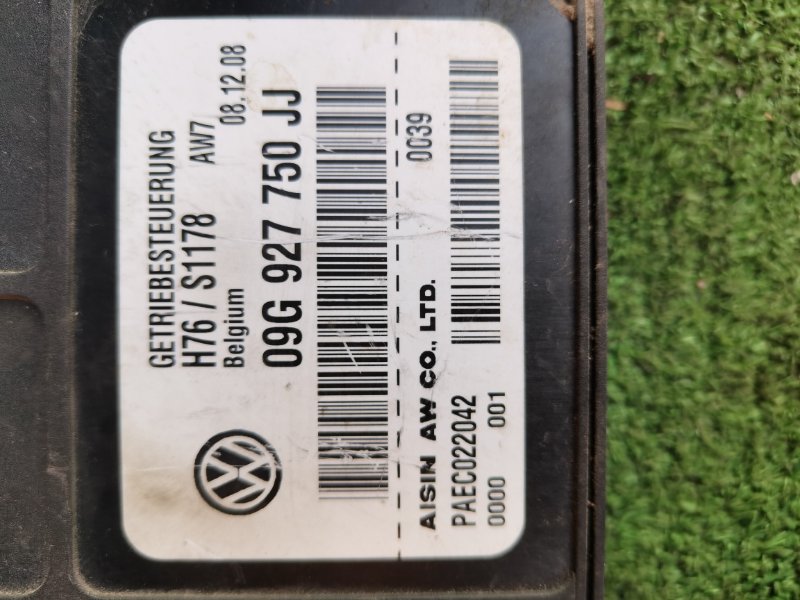 GETRIEBESTEUERUNG
H76 / S1178 AW7
Belgium 08.12.08
09G 927 750 JJ
AISIN AW CO., LTD. 0039
PAEC022042
0000 001